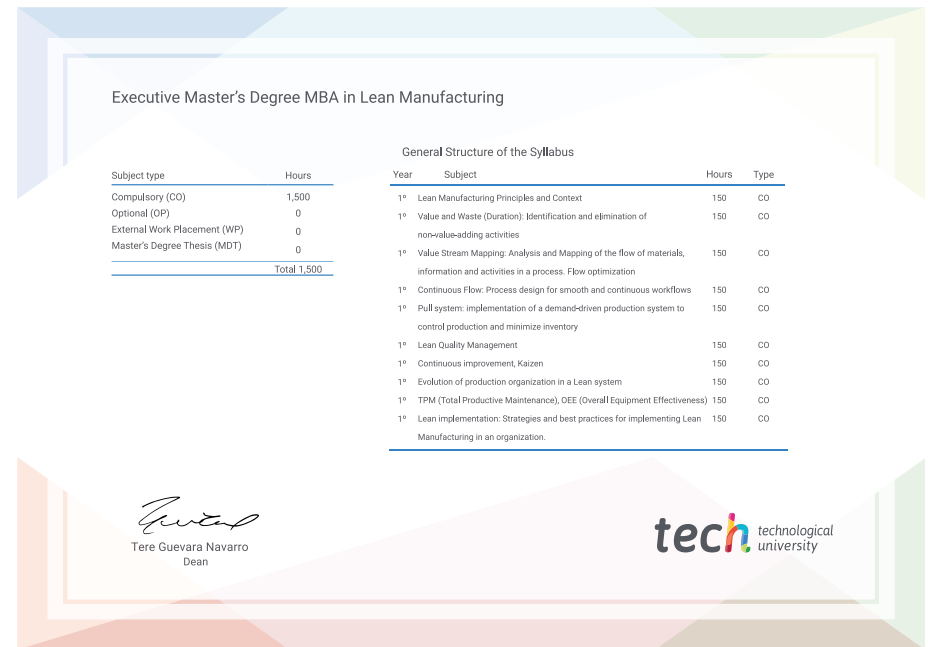 Executive Master's Degree MBA in Lean Manufacturing
Subject type Hours
Compulsory (CO) 1,500
Optional (OP) 0
External Work Placement (WP) 0
Master's Degree Thesis (MDT) 0
Total 1,500
General Structure of the Syllabus
Year Subject Hours Type
1º Lean Manufacturing Principles and Context 150 CO
1º Value and Waste (Duration): Identification and elimination of 150 CO
non-value-adding activities
1º Value Stream Mapping: Analysis and Mapping of the flow of materials, 150 CO
information and activities in a process. Flow optimization
1º Continuous Flow: Process design for smooth and continuous workflows 150 CO
1º Pull system: implementation of a demand-driven production system to 150 CO
control production and minimize inventory
1º Lean Quality Management 150 CO
1º Continuous improvement, Kaizen 150 CO
1º Evolution of production organization in a Lean system 150 CO
1º TPM (Total Productive Maintenance), OEE (Overall Equipment Effectiveness) 150 CO
1º Lean implementation: Strategies and best practices for implementing Lean 150 CO
Manufacturing in an organization.
Tere Guevara Navarro
Dean
tech technological
university